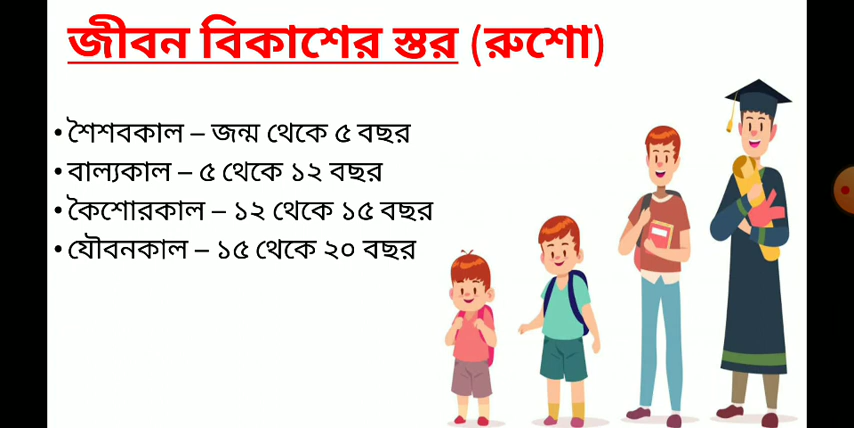 জীবন বিকাশের স্তর (রুশো)
• শৈশবকাল – জন্ম থেকে ৫ বছর
• বাল্যকাল – ৫ থেকে ১২ বছর
• কৈশোরকাল – ১২ থেকে ১৫ বছর
• যৌবনকাল – ১৫ থেকে ২০ বছর